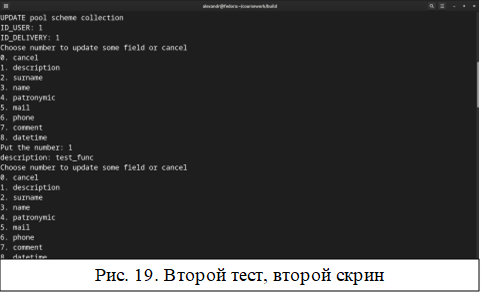 alexandr@fedora:~/coursework/build
UPDATE pool scheme collection
ID_USER: 1
ID_DELIVERY: 1
Choose number to update some field or cancel
0. cancel
1. description
2. surname
3. name
4. patronymic
5. mail
6. phone
7. comment
8. datetime
Put the number: 1
description: test_func
Choose number to update some field or cancel
0. cancel
1. description
2. surname
3. name
4. patronymic
5. mail
6. phone
7. comment
8. datetime
Рис. 19. Второй тест, второй скрин